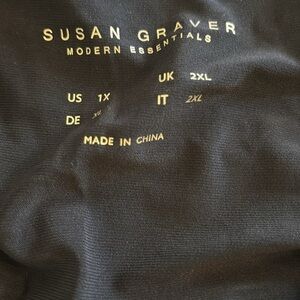 SUSAN GRAVER
MODERN ESSENTIALS
UK 2XL
US 1X IT 2XL
DE
MADE IN CHINA